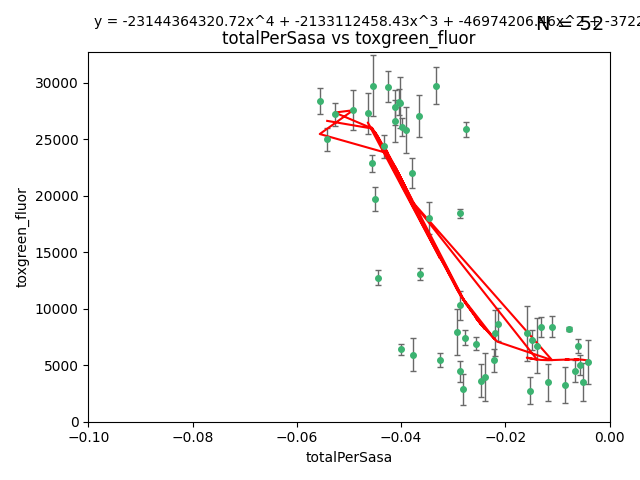 y = -23144364320.72x^4 + -2133112458.43x^3 + -46974206.46x^2 + -3722
N = 52
totalPerSasa vs toxgreen_fluor
30000
25000
20000
15000
10000
5000
0
toxgreen_fluor
−0.10 −0.08 −0.06 −0.04 −0.02 0.00
totalPerSasa